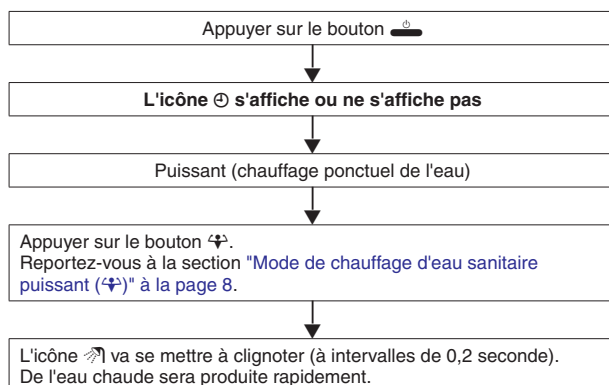 Appuyer sur le bouton
L'icône s'affiche ou ne s'affiche pas
Puissant (chauffage ponctuel de l'eau)
Appuyer sur le bouton .
Reportez-vous à la section "Mode de chauffage d'eau sanitaire
puissant ()" à la page 8.
L'icône va se mettre à clignoter (à intervalles de 0,2 seconde).
De l'eau chaude sera produite rapidement.